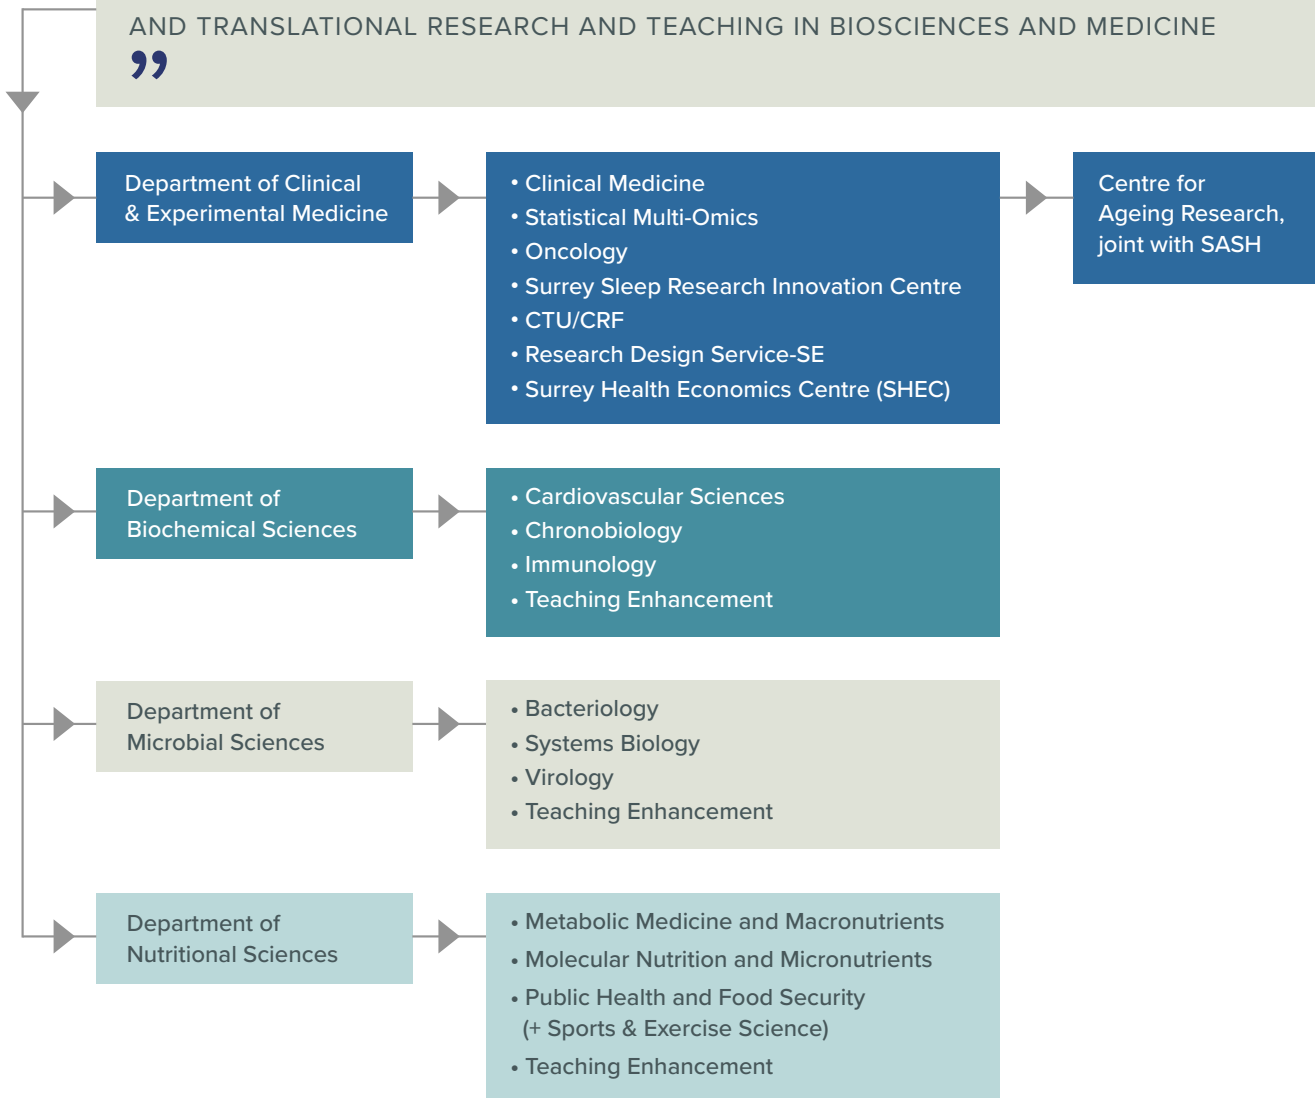 AND TRANSLATIONAL RESEARCH AND TEACHING IN BIOSCIENCES AND MEDICINE
”
Department of Clinical
& Experimental Medicine
• Clinical Medicine
• Statistical Multi-Omics
• Oncology
• Surrey Sleep Research Innovation Centre
• CTU/CRF
• Research Design Service-SE
• Surrey Health Economics Centre (SHEC)
Centre for
Ageing Research,
joint with SASH
Department of
Biochemical Sciences
• Cardiovascular Sciences
• Chronobiology
• Immunology
• Teaching Enhancement
Department of
Microbial Sciences
• Bacteriology
• Systems Biology
• Virology
• Teaching Enhancement
Department of
Nutritional Sciences
• Metabolic Medicine and Macronutrients
• Molecular Nutrition and Micronutrients
• Public Health and Food Security
(+ Sports & Exercise Science)
• Teaching Enhancement